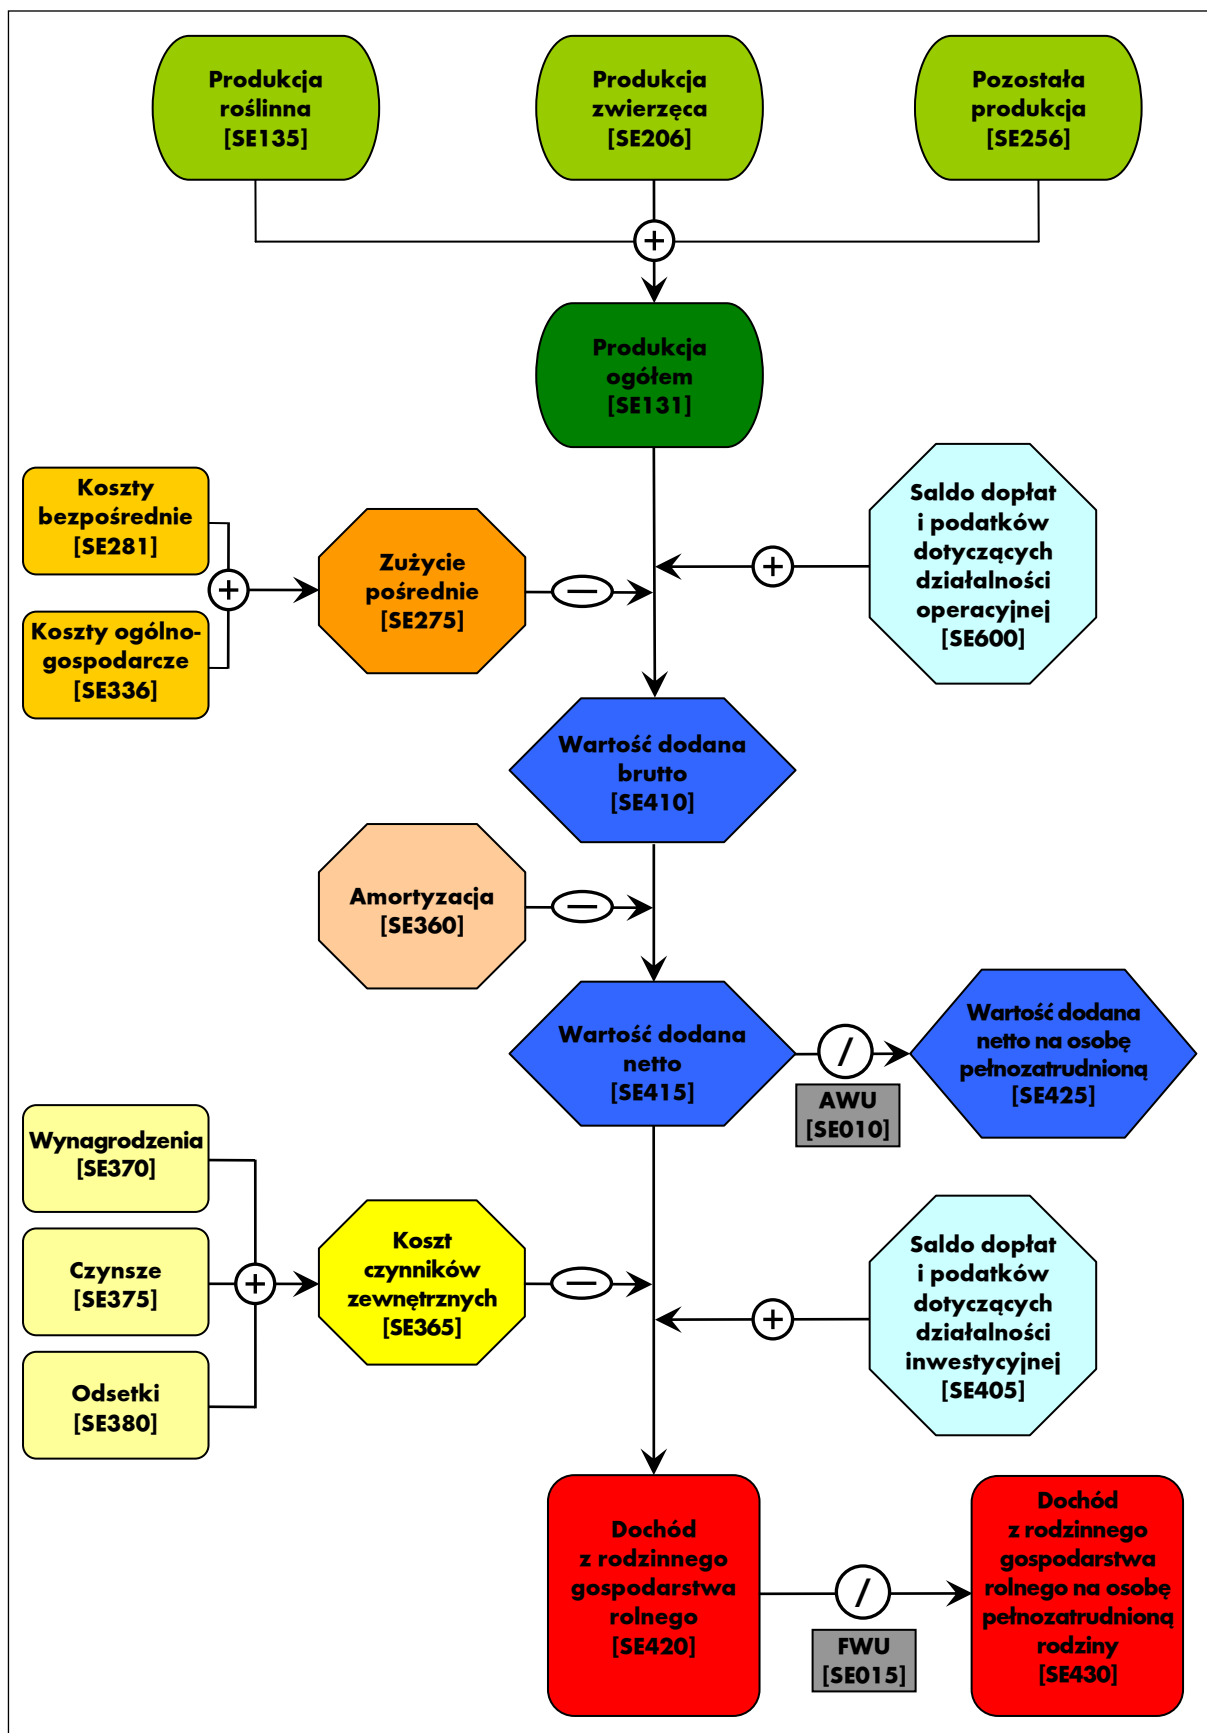 Produkcja
roślinna
[SE135]
Produkcja
zwierzęca
[SE206]
Pozostała
produkcja
[SE256]
+
Produkcja
ogółem
[SE131]
Koszty
bezpośrednie
[SE281]
+
Koszty ogólno-
gospodarcze
[SE336]
Zużycie
pośrednie
[SE275]
−
+
Saldo dopłat
i podatków
dotyczących
działalności
operacyjnej
[SE600]
Wartość dodana
brutto
[SE410]
Amortyzacja
[SE360]
−
Wartość dodana
netto
[SE415]
/
AWU
[SE010]
Wartość dodana
netto na osobę
pełnozatrudnioną
[SE425]
Wynagrodzenia
[SE370]
Czynsze
[SE375]
+
Odsetki
[SE380]
Koszt
czynników
zewnętrznych
[SE365]
−
+
Saldo dopłat
i podatków
dotyczących
działalności
inwestycyjnej
[SE405]
Dochód
z rodzinnego
gospodarstwa
rolnego
[SE420]
/
FWU
[SE015]
Dochód
z rodzinnego
gospodarstwa
rolnego na osobę
pełnozatrudnioną
rodziny
[SE430]